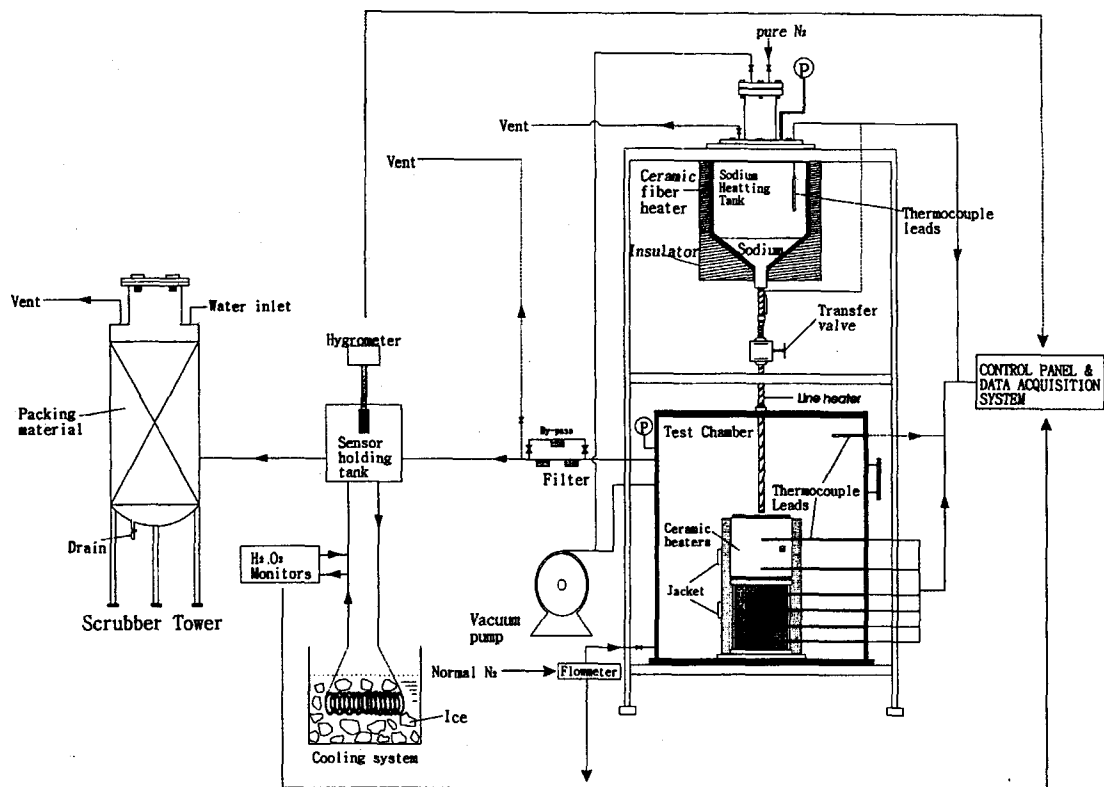 pure N₂
P
Vent
Vent
Ceramic
fiber
heater
Sodium
Heatting
Tank
Thermocouple
leads
Insulator
Sodium
Vent
Water inlet
Transfer
valve
Hygrometer
CONTROL PANEL &
DATA ACQUISITION
SYSTEM
Line heater
Packing
material
Sensor
holding
tank
By-pass
Filter
P
Test Chamber
Thermocouple
Leads
Ceramic
heaters
Drain
H₂.O₂
Monitors
Jacket
Scrubber Tower
Vacuum
pump
Normal N₂
Flowmeter
Ice
Cooling system